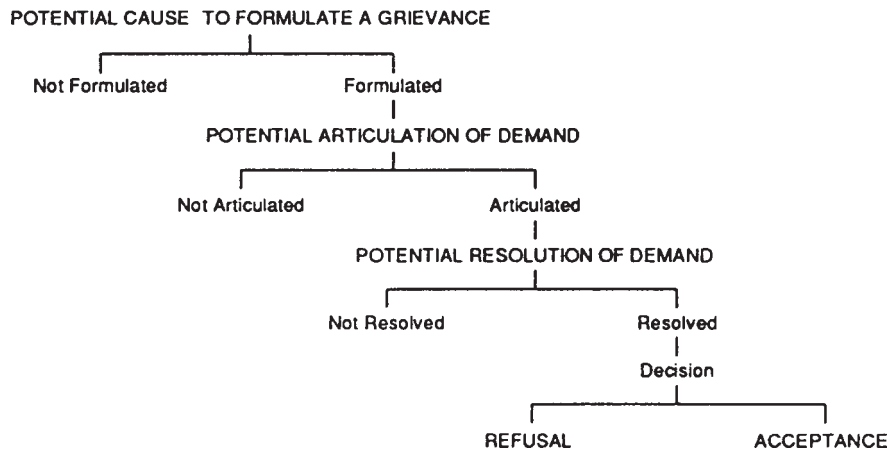 POTENTIAL CAUSE TO FORMULATE A GRIEVANCE
Not Formulated Formulated
POTENTIAL ARTICULATION OF DEMAND
Not Articulated Articulated
POTENTIAL RESOLUTION OF DEMAND
Not Resolved Resolved
Decision
REFUSAL ACCEPTANCE